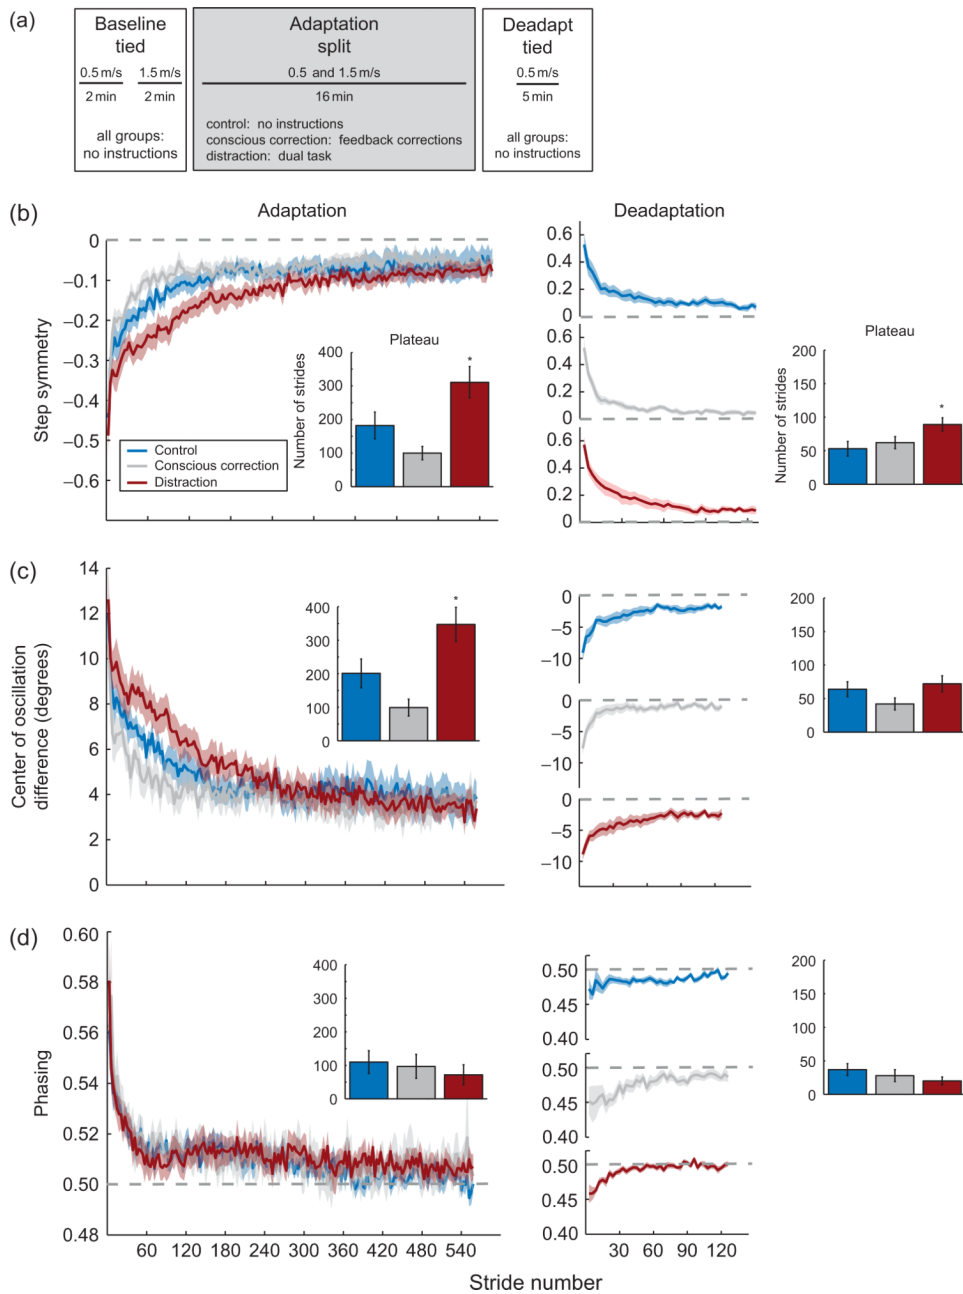 (a)
Baseline
tied
0.5 m/s 1.5 m/s
2 min 2 min
all groups:
no instructions
Adaptation
split
0.5 and 1.5 m/s
16 min
control: no instructions
conscious correction: feedback corrections
distraction: dual task
Deadapt
tied
0.5 m/s
5 min
all groups:
no instructions
(b)
Adaptation
Deadaptation
Step symmetry
0
−0.1
−0.2
−0.3
−0.4
−0.5
−0.6
Control
Conscious correction
Distraction
Plateau
Number of strides
400
300
200
100
0
*
0.6
0.4
0.2
0
0.6
0.4
0.2
0
0.6
0.4
0.2
0
Plateau
Number of strides
200
150
100
50
0
*
(c)
Center of oscillation
difference (degrees)
14
12
10
8
6
4
2
0
400
300
200
100
0
*
0
−5
−10
0
−5
−10
0
−5
−10
200
150
100
50
0
(d)
Phasing
0.60
0.58
0.56
0.54
0.52
0.50
0.48
60 120 180 240 300 360 420 480 540
400
300
200
100
0
0.50
0.45
0.40
0.50
0.45
0.40
0.50
0.45
0.40
30 60 90 120
200
150
100
50
0
Stride number